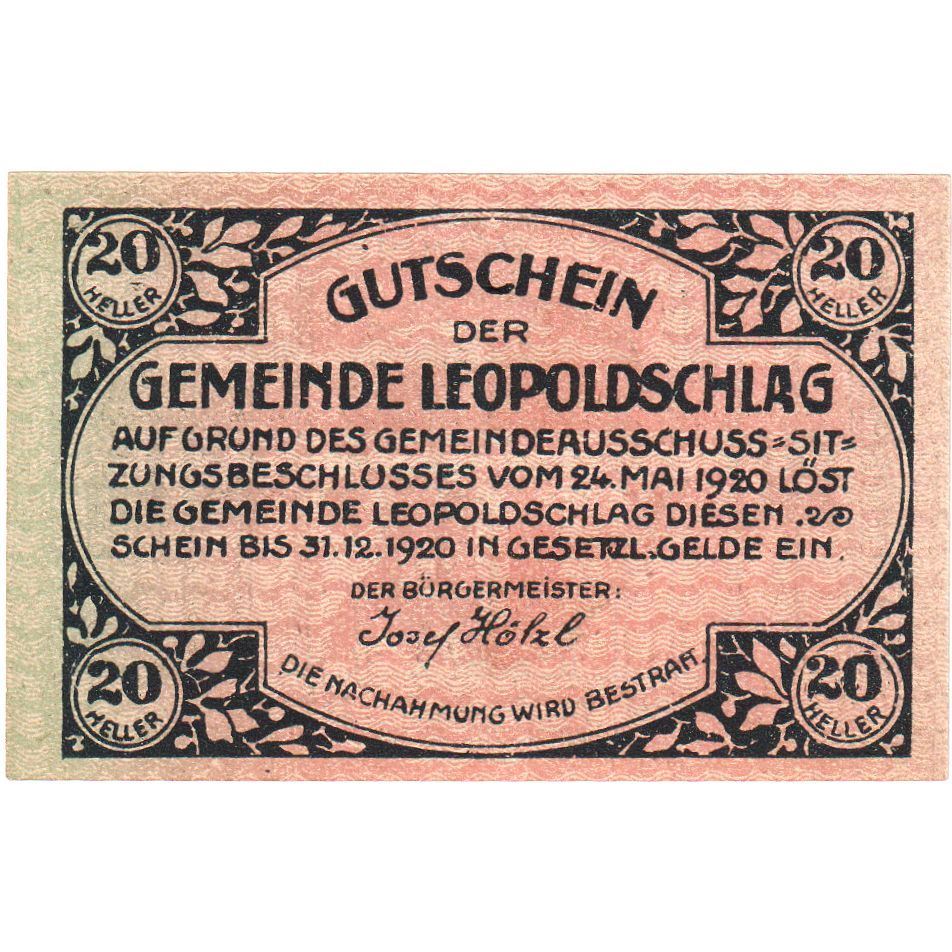 20
HELLER
20
HELLER
GUTSCHEIN
DER
GEMEINDE LEOPOLDSCHLAG
AUF GRUND DES GEMEINDEAUSSCHUSS=SIT=
ZUNGSBESCHLUSSES VOM 24. MAI 1920 LÖST
DIE GEMEINDE LEOPOLDSCHLAG DIESEN .
SCHEIN BIS 31.12.1920 IN GESETZL. GELDE EIN.
DER BÜRGERMEISTER:
Josef Hölzl
DIE NACHAHMUNG WIRD BESTRAFT.
20
HELLER
20
HELLER